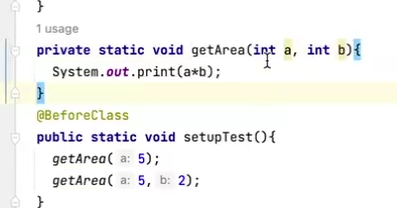 }
1 usage
private static void getArea(int a, int b){
System.out.print(a*b);
}
@BeforeClass
public static void setupTest(){
getArea( a: 5);
getArea( a: 5, b: 2);
}